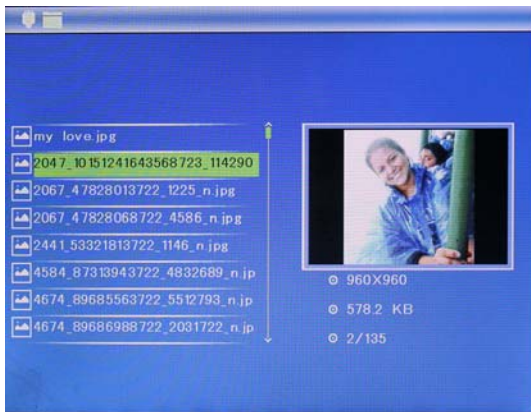 my love.jpg
2047_10151241643568723_114290
2067_47828013722_1225_n.jpg
2067_47828068722_4586_n.jpg
2441_53321813722_1146_n.jpg
4584_87313943722_4832689_n.jp
4674_89685563722_5512793_n.jp
4674_89686988722_2031722_n.jp
960X960
578.2 KB
2/135